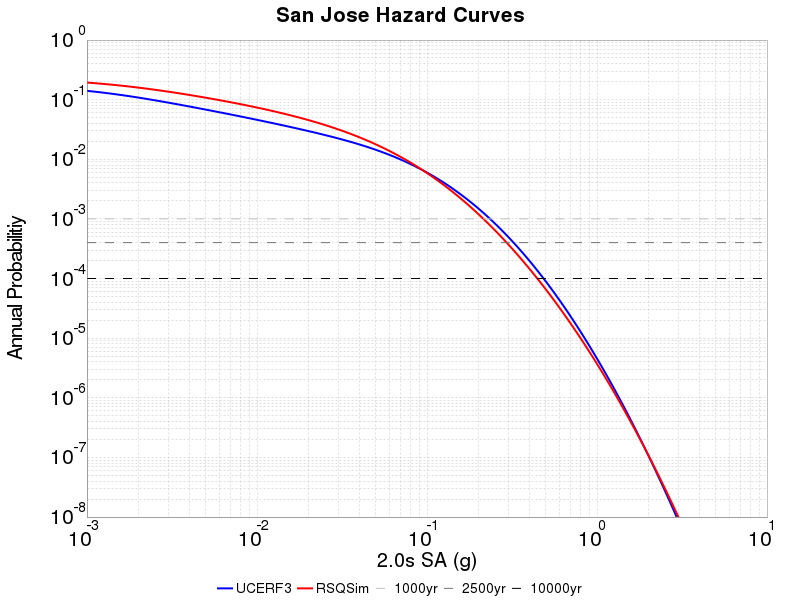 San Jose Hazard Curves
10^0
10^-1
10^-2
10^-3
10^-4
10^-5
10^-6
10^-7
10^-8
Annual Probabilitiy
10^-3 10^-2 10^-1 10^0 10^1
2.0s SA (g)
UCERF3 RSQSim 1000yr 2500yr 10000yr